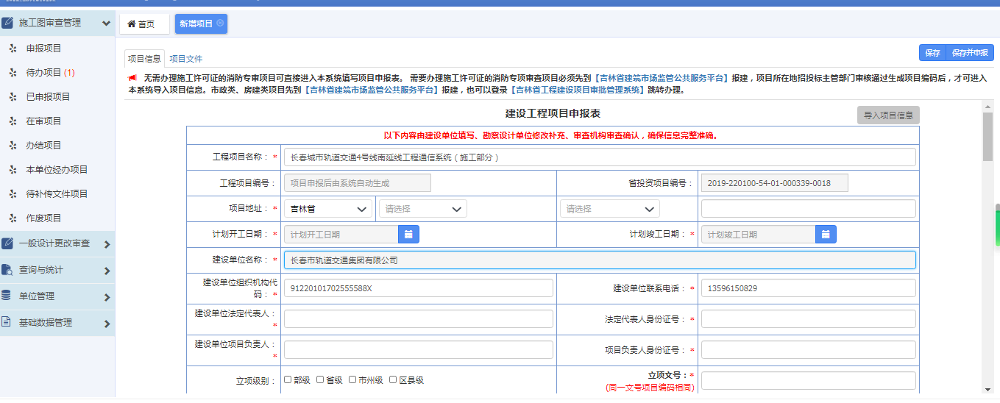 施工图审查管理
首页
新增项目
申报项目
待办项目 (1)
已申报项目
在审项目
办结项目
本单位经办项目
待补传文件项目
作废项目
一般设计更改审查
查询与统计
单位管理
基础数据管理
项目信息
项目文件
保存
保存并申报
无需办理施工许可证的消防专审项目可直接进入本系统填写项目申报表。 需要办理施工许可证的消防专项审查项目必须先到【吉林省建筑市场监管公共服务平台】报建，项目所在地招投标主管部门审核通过生成项目编码后，才可进入
本系统导入项目信息。市政类、房建类项目先到【吉林省建筑市场监管公共服务平台】报建，也可以登录【吉林省工程建设项目审批管理系统】跳转办理。
建设工程项目申报表
导入项目信息
以下内容由建设单位填写、勘察设计单位修改补充、审查机构审查确认，确保信息完整准确。
工程项目名称： *
长春城市轨道交通4号线南延线工程通信系统（施工部分）
工程项目编号：
项目申报后由系统自动生成
省投资项目编号：
2019-220100-54-01-000339-0018
项目地址： *
吉林省
请选择
请选择
计划开工日期： *
计划开工日期
计划竣工日期： *
计划竣工日期
建设单位名称： *
长春市轨道交通集团有限公司
建设单位组织机构代
码： *
91220101702555588X
建设单位联系电话： *
13596150829
建设单位法定代表人：
*
法定代表人身份证号： *
建设单位项目负责人：
*
项目负责人身份证号： *
立项级别：
部级 省级 市州级 区县级
立项文号：*
(同一文号项目编码相同)